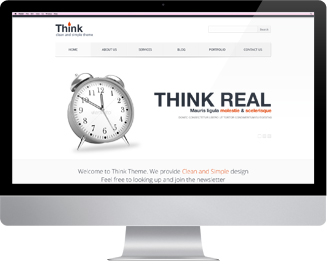 Think
clean and simple theme
HOME ABOUT US SERVICES BLOG PORTFOLIO CONTACT US
THINK REAL
Mauris ligula molestie & scelerisque
Welcome to Think Theme. We provide Clean and Simple design
Feel free to looking up and join the newsletter